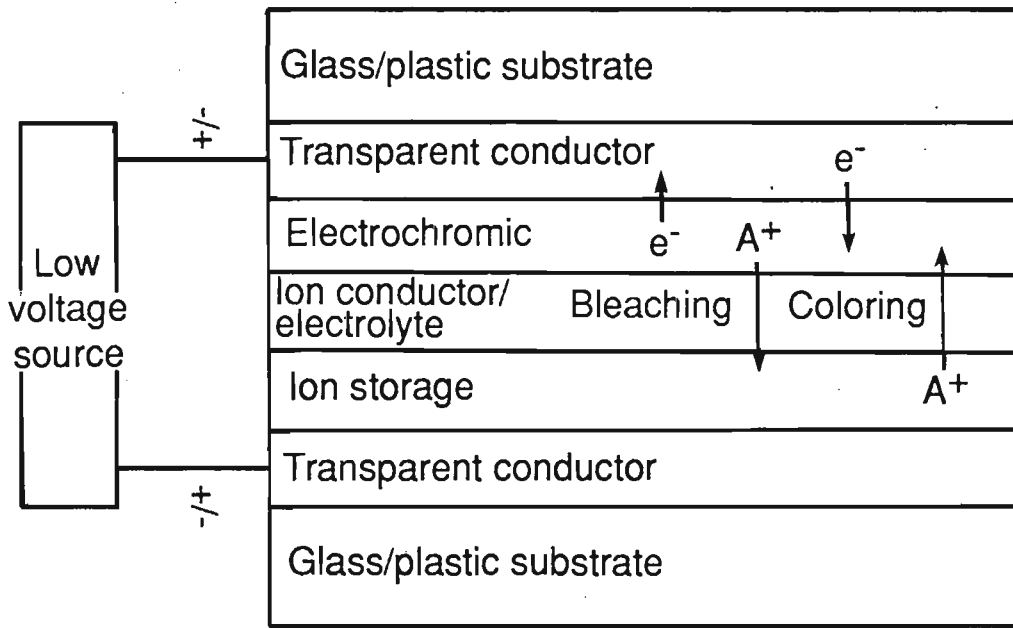 Glass/plastic substrate
+/-
Transparent conductor
e-
Electrochromic
e-
A+
Low
voltage
source
Ion conductor/
electrolyte
Bleaching
Coloring
Ion storage
A+
Transparent conductor
-/+
Glass/plastic substrate